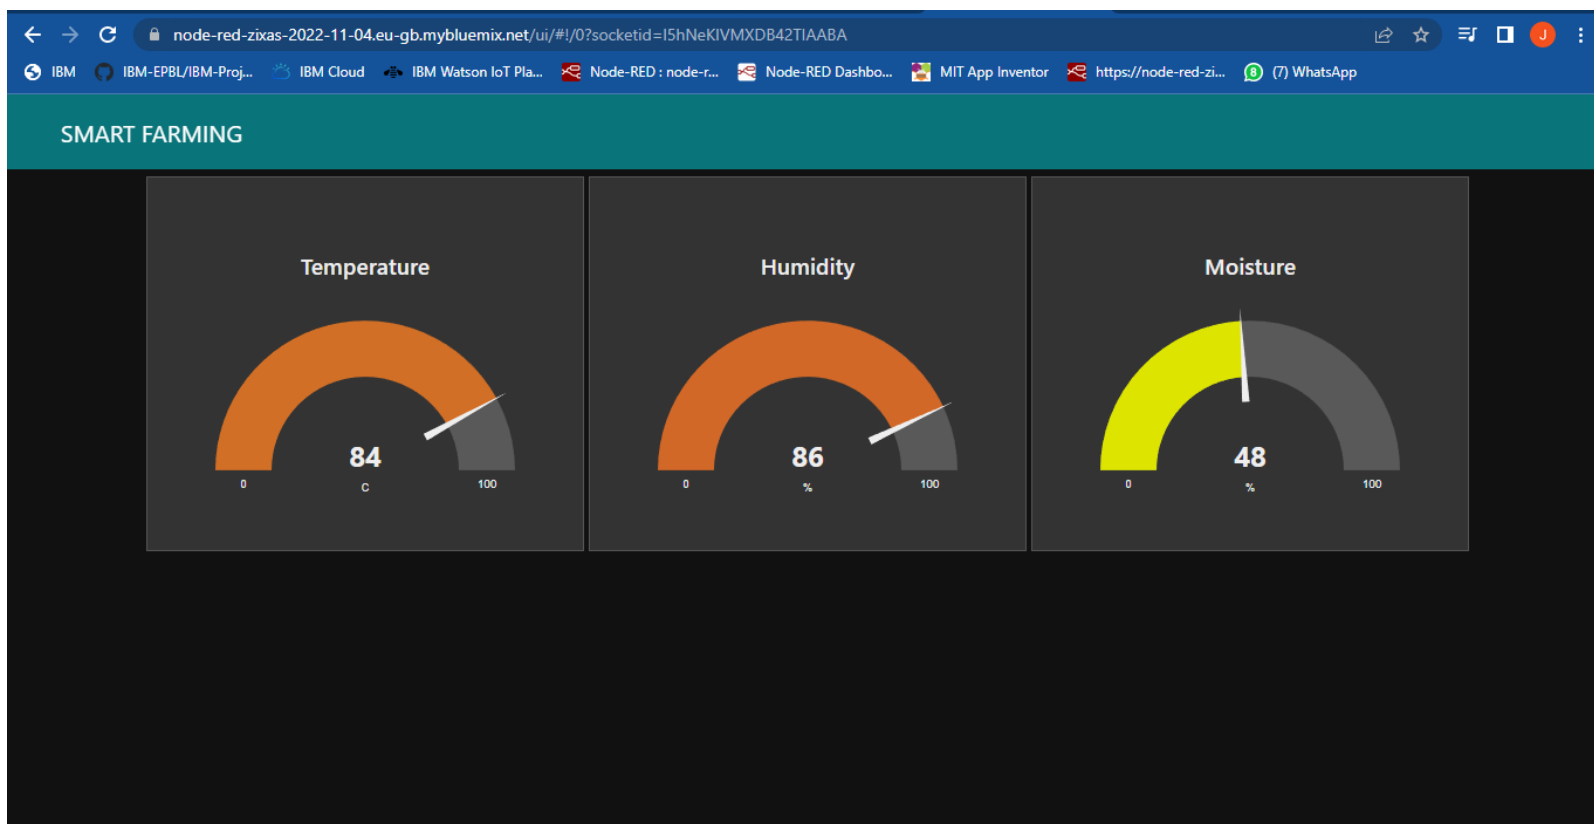 node-red-zixas-2022-11-04.eu-gb.mybluemix.net/ui/#!/0?socketid=I5hNeKlVMXDB42TIAABA
J
IBM IBM-EPBL/IBM-Proj... IBM Cloud IBM Watson IoT Pla... Node-RED : node-r... Node-RED Dashbo... MIT App Inventor https://node-red-zi... 8 (7) WhatsApp
SMART FARMING
Temperature
84
0 C 100
Humidity
86
0 % 100
Moisture
48
0 % 100